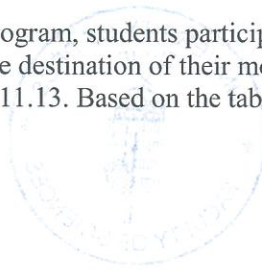 ogram, students particip
e destination of their mo
11.13. Based on the tab